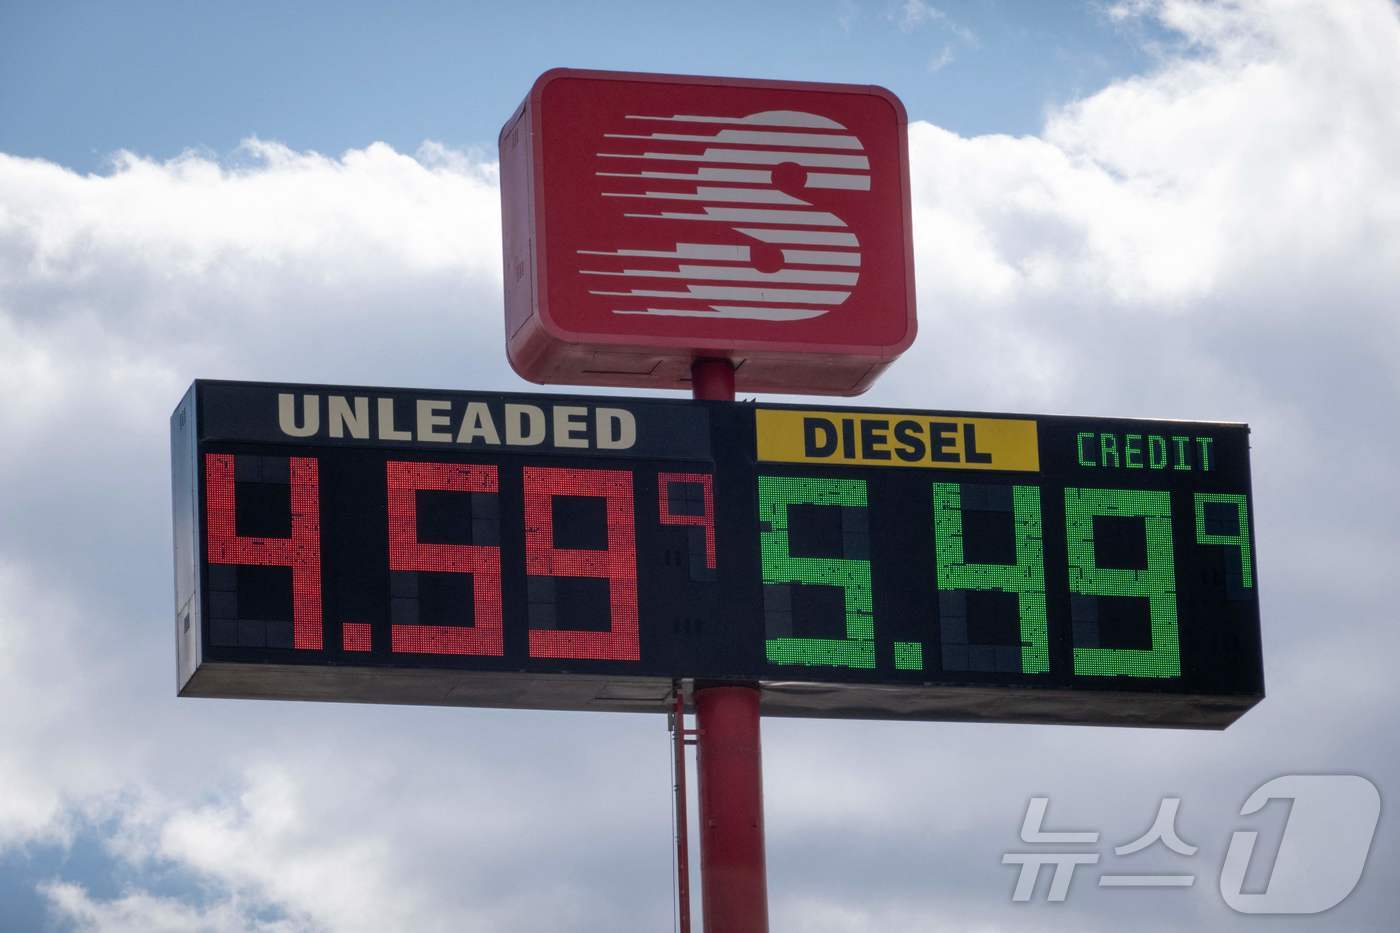 S
UNLEADED DIESEL CREDIT
4.59⁹ 5.49⁹
뉴스1